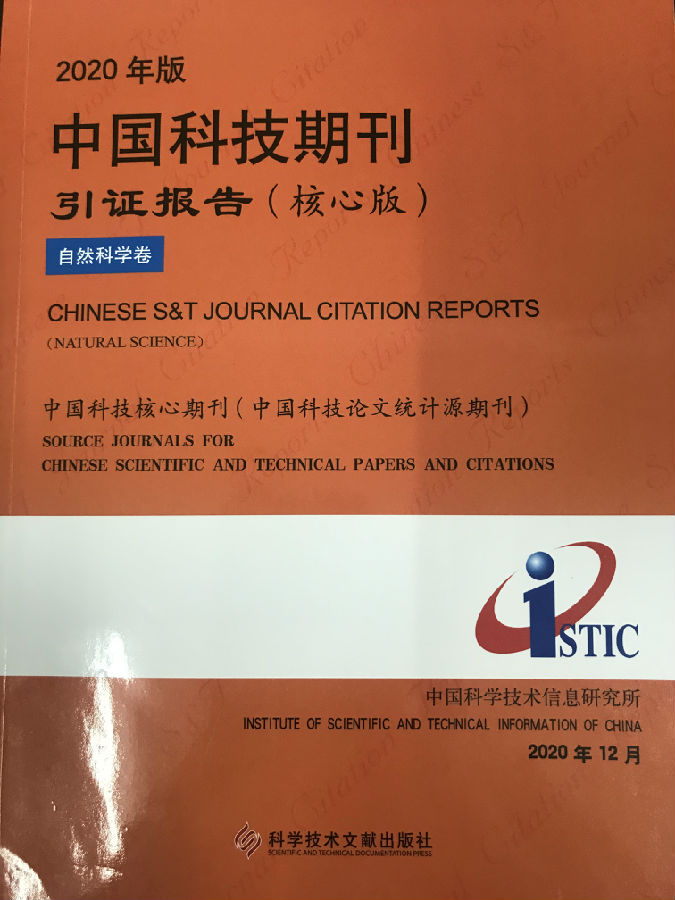 2020 年版
中国科技期刊
引证报告（核心版）
自然科学卷
CHINESE S&T JOURNAL CITATION REPORTS
（NATURAL SCIENCE）
中国科技核心期刊（中国科技论文统计源期刊）
SOURCE JOURNALS FOR
CHINESE SCIENTIFIC AND TECHNICAL PAPERS AND CITATIONS
iSTIC
中国科学技术信息研究所
INSTITUTE OF SCIENTIFIC AND TECHNICAL INFORMATION OF CHINA
2020 年 12 月
科学技术文献出版社
SCIENTIFIC AND TECHNICAL DOCUMENTATION PRESS